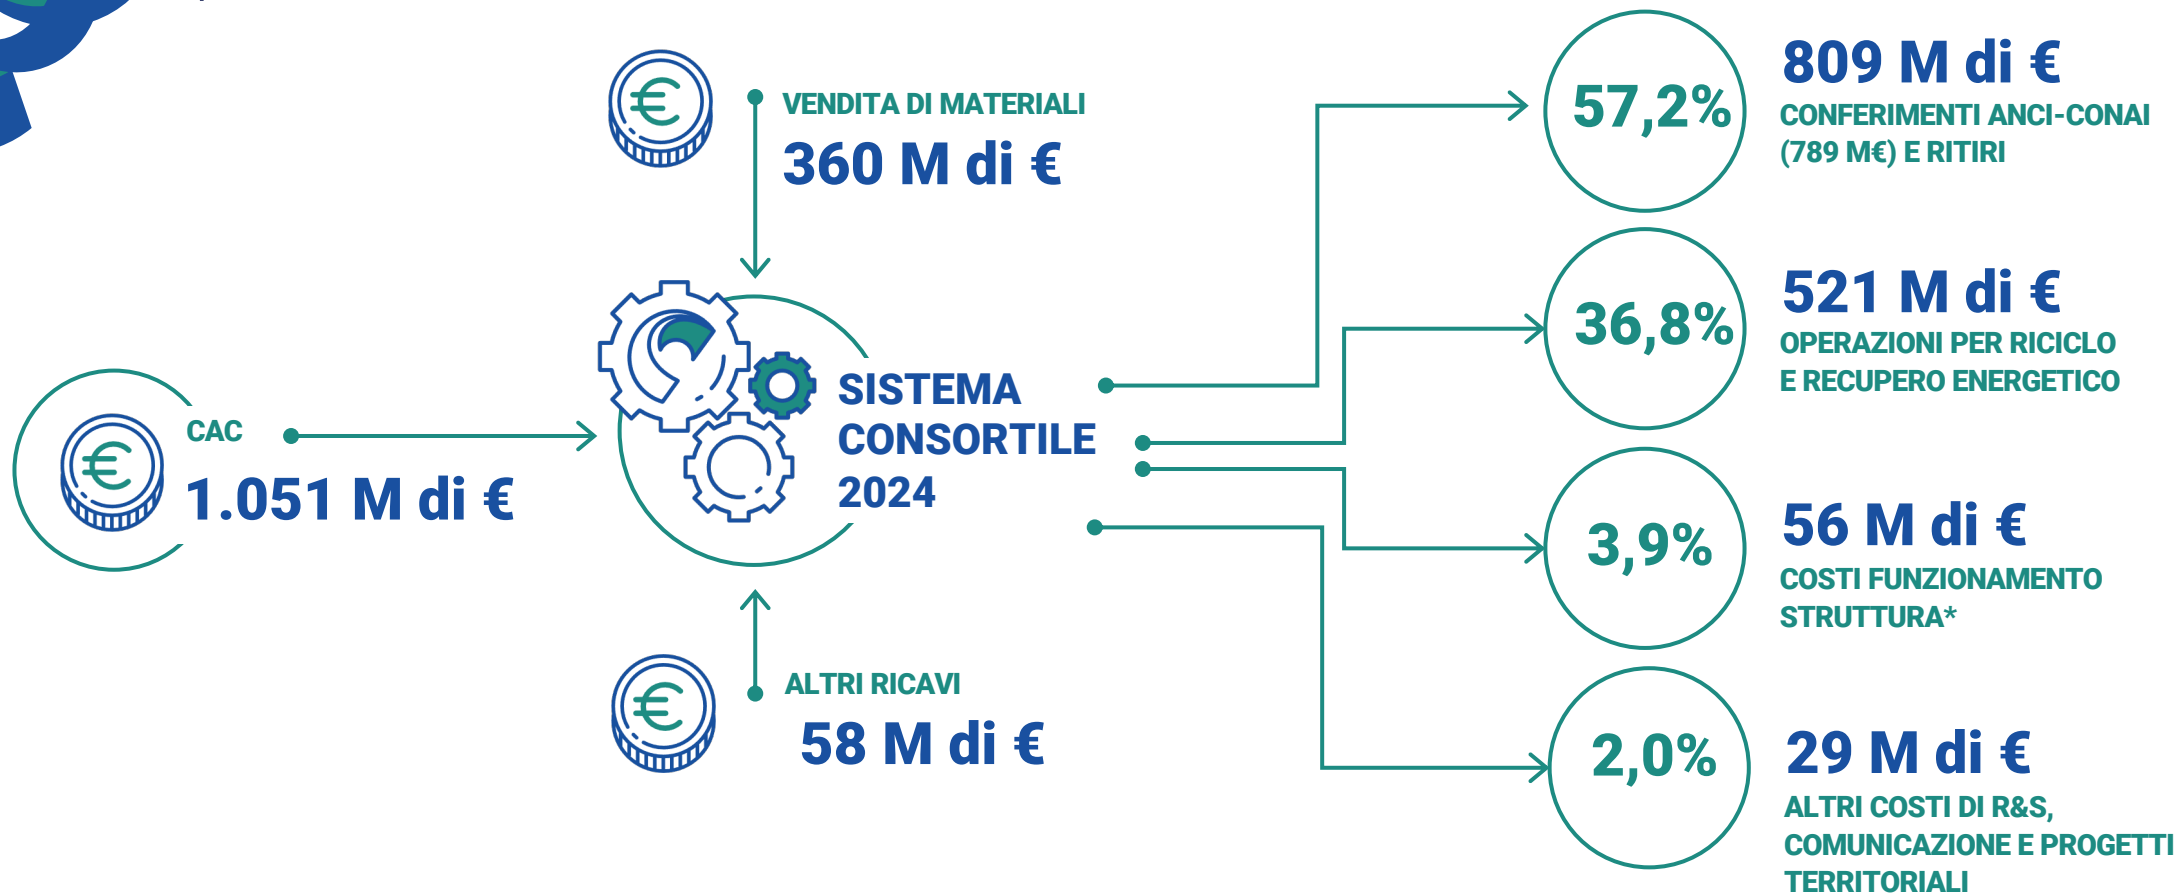 VENDITA DI MATERIALI
360 M di €
CAC
1.051 M di €
SISTEMA
CONSORTILE
2024
ALTRI RICAVI
58 M di €
57,2%
809 M di €
CONFERIMENTI ANCI-CONAI
(789 M€) E RITIRI
36,8%
521 M di €
OPERAZIONI PER RICICLO
E RECUPERO ENERGETICO
3,9%
56 M di €
COSTI FUNZIONAMENTO
STRUTTURA*
2,0%
29 M di €
ALTRI COSTI DI R&S,
COMUNICAZIONE E PROGETTI
TERRITORIALI